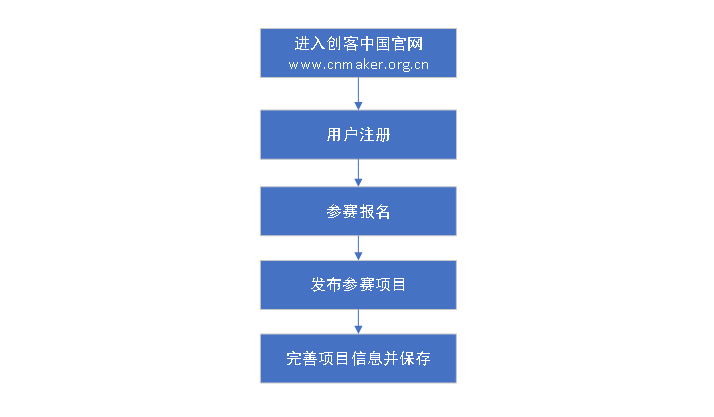 进入创客中国官网
www.cnmaker.org.cn
用户注册
参赛报名
发布参赛项目
完善项目信息并保存